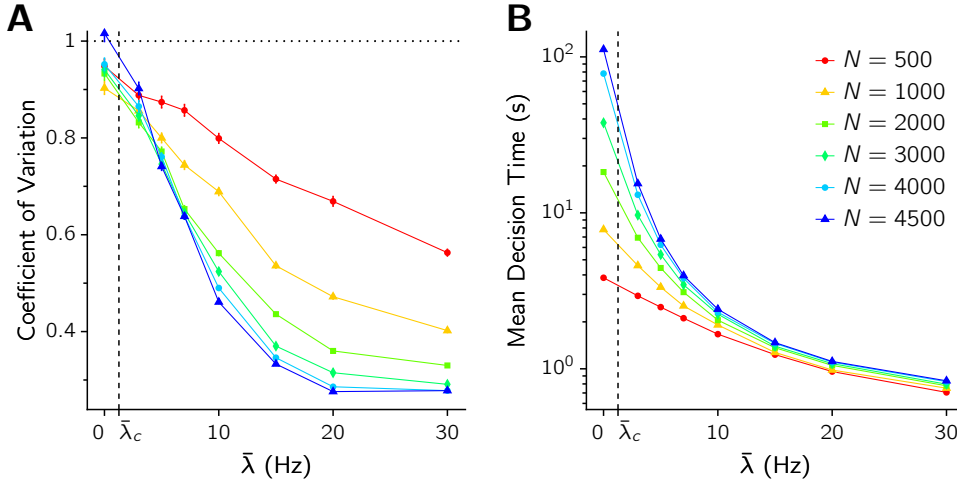 A
Coefficient of Variation
1
0.8
0.6
0.4
0
λ̄c
10
20
30
λ̄ (Hz)
B
Mean Decision Time (s)
10²
10¹
10⁰
0
λ̄c
10
20
30
λ̄ (Hz)
N = 500
N = 1000
N = 2000
N = 3000
N = 4000
N = 4500